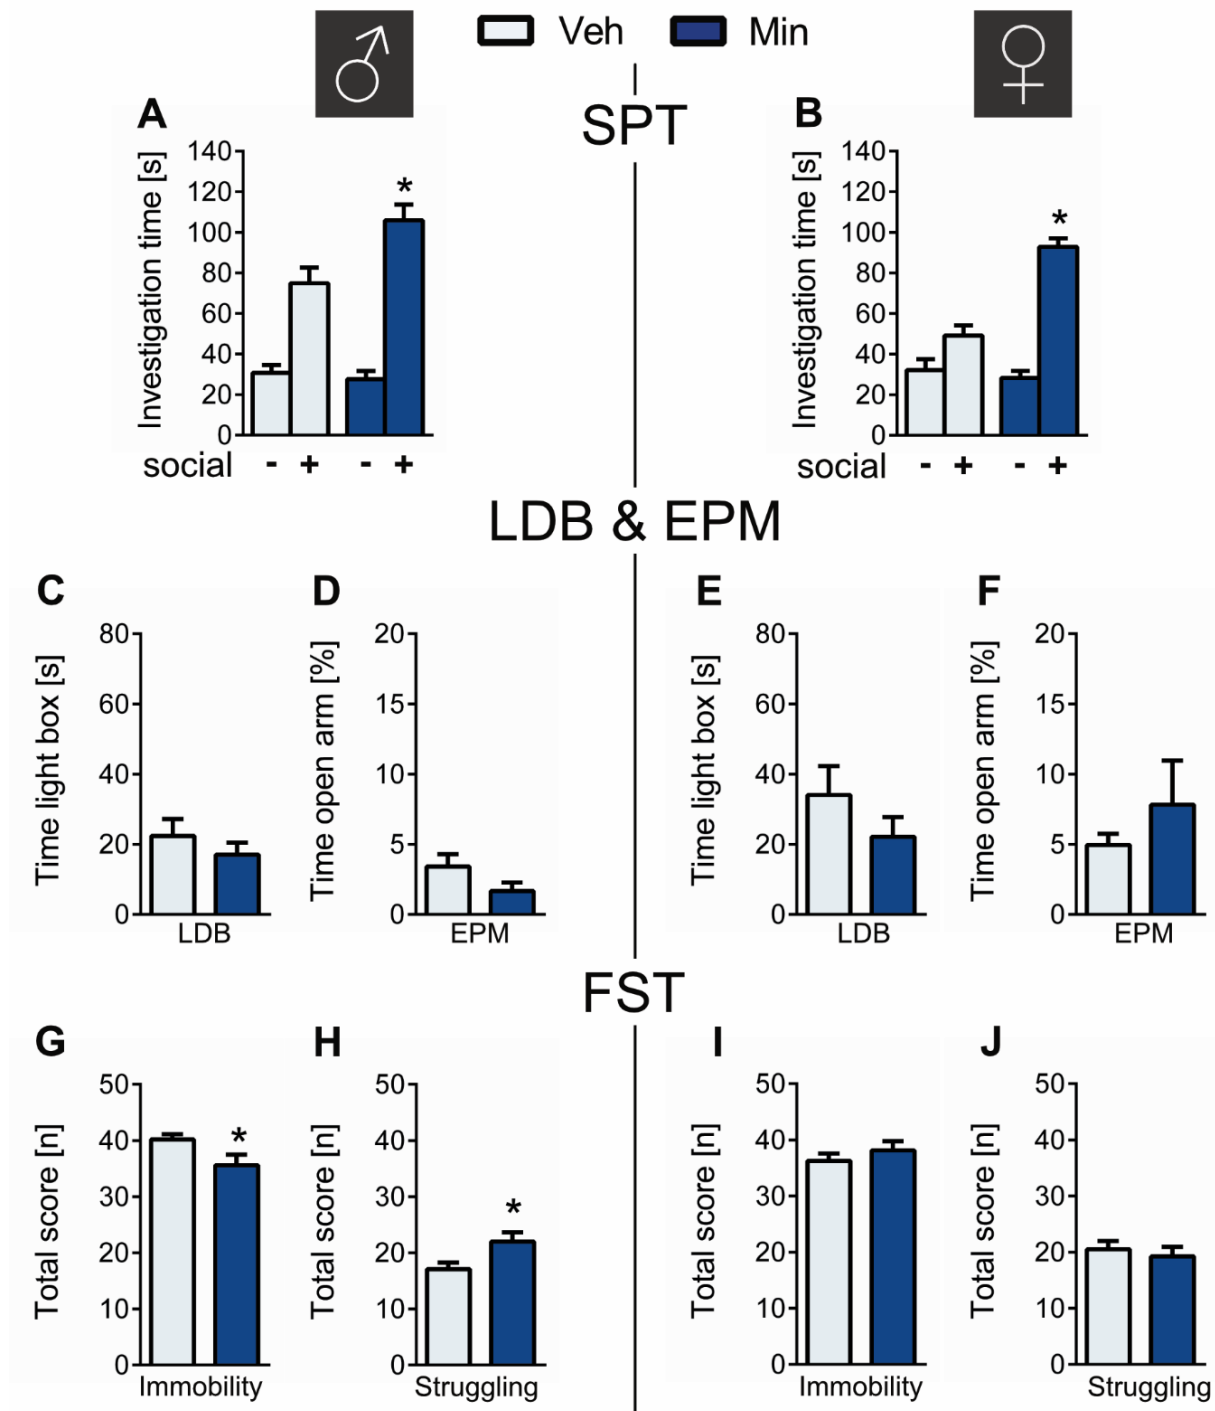 Veh Min
SPT
A
Investigation time [s]
140
120
100
80
60
40
20
0
*
social - + - +
B
Investigation time [s]
140
120
100
80
60
40
20
0
*
social - + - +
LDB & EPM
C
Time light box [s]
80
60
40
20
0
LDB
D
Time open arm [%]
20
15
10
5
0
EPM
E
Time light box [s]
80
60
40
20
0
LDB
F
Time open arm [%]
20
15
10
5
0
EPM
FST
G
Total score [n]
50
40
30
20
10
0
*
Immobility
H
Total score [n]
50
40
30
20
10
0
*
Struggling
I
Total score [n]
50
40
30
20
10
0
Immobility
J
Total score [n]
50
40
30
20
10
0
Struggling